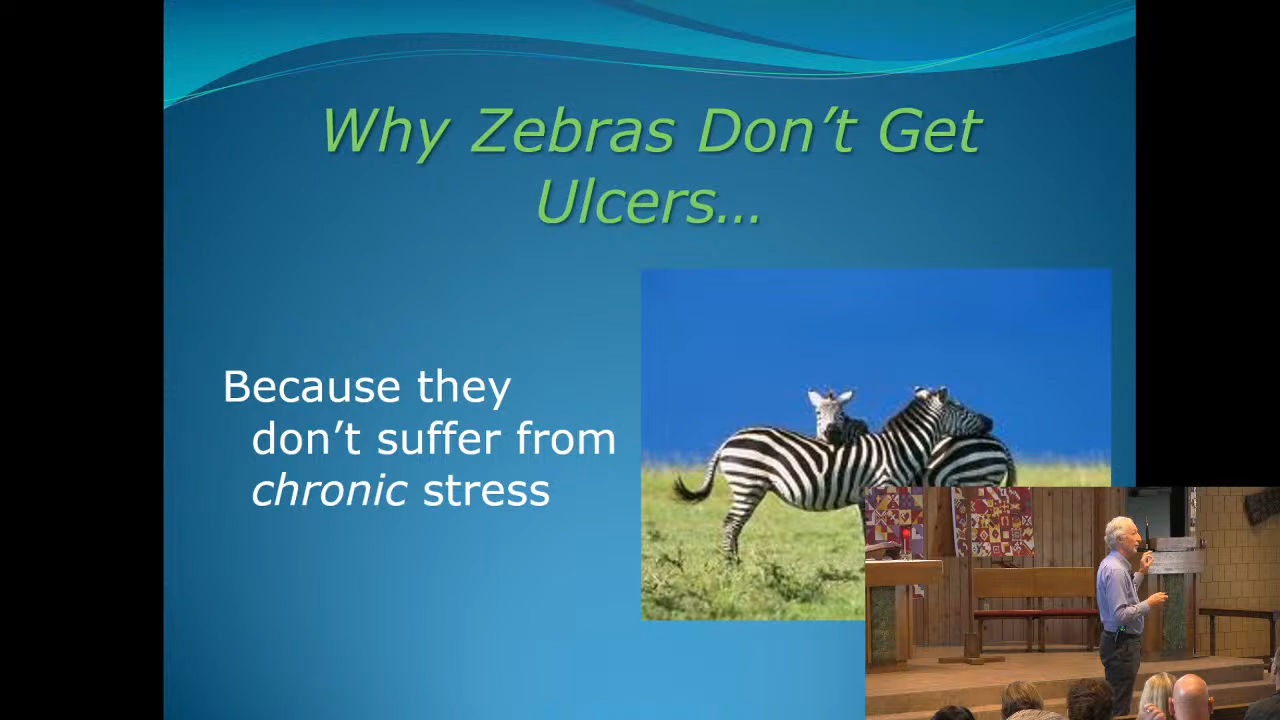 Why Zebras Don’t Get
Ulcers…
Because they
don’t suffer from
chronic stress